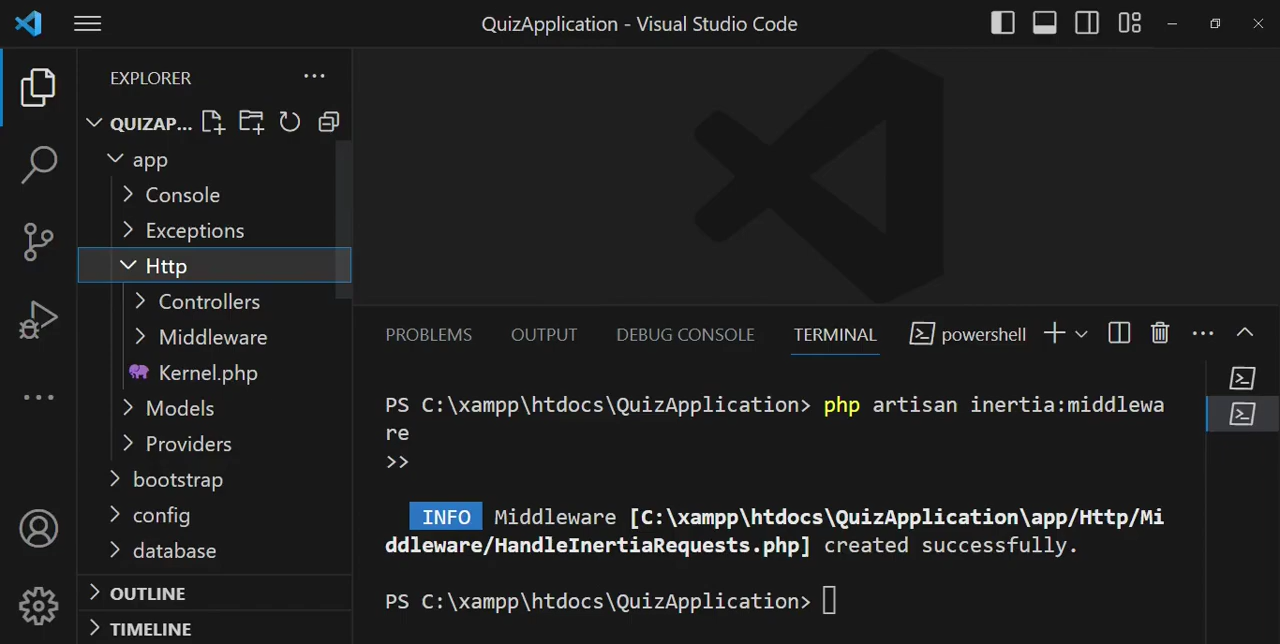 QuizApplication - Visual Studio Code
EXPLORER
QUIZAP...
app
Console
Exceptions
Http
Controllers
Middleware
Kernel.php
Models
Providers
bootstrap
config
database
OUTLINE
TIMELINE
PROBLEMS OUTPUT DEBUG CONSOLE TERMINAL powershell
PS C:\xampp\htdocs\QuizApplication> php artisan inertia:middlewa
re
>>
INFO Middleware [C:\xampp\htdocs\QuizApplication\app/Http/Mi
ddleware/HandleInertiaRequests.php] created successfully.
PS C:\xampp\htdocs\QuizApplication>